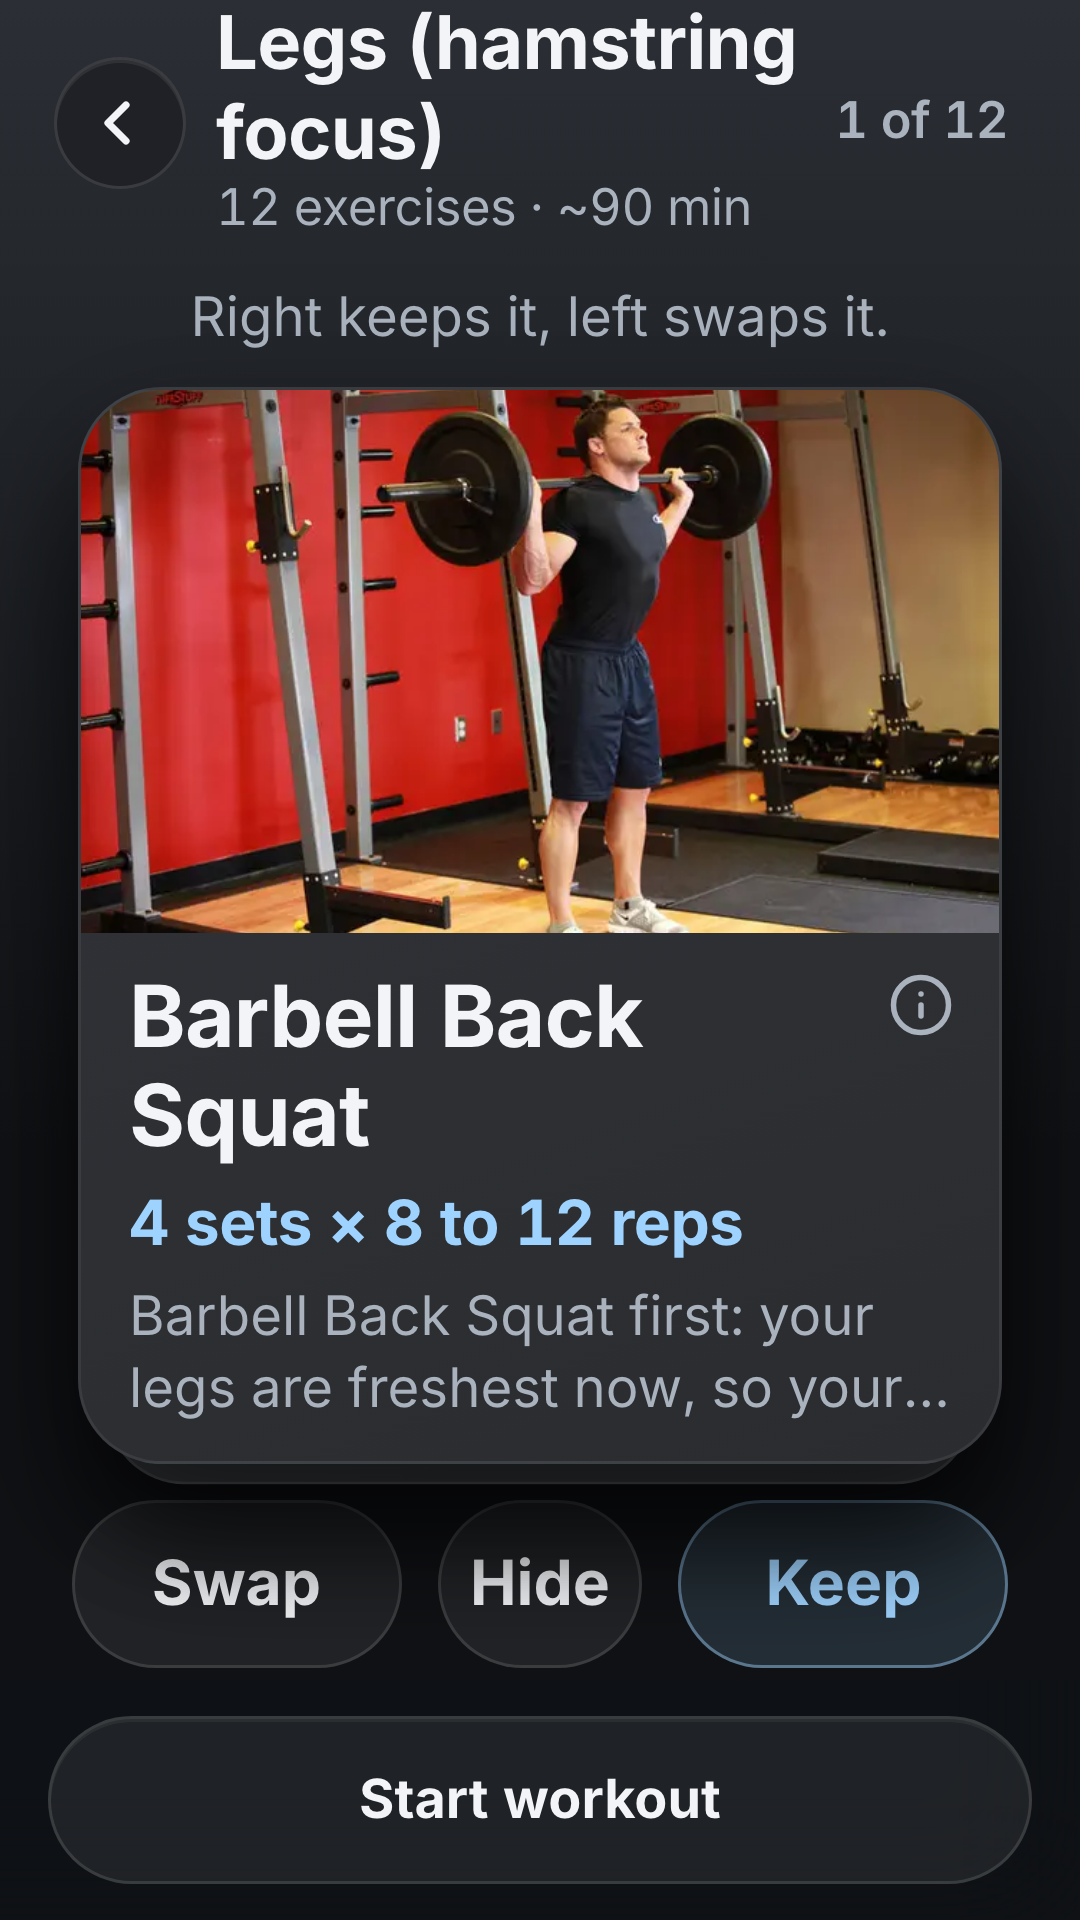 Legs (hamstring
focus)
1 of 12
12 exercises · ~90 min
Right keeps it, left swaps it.
Barbell Back
Squat
4 sets × 8 to 12 reps
Barbell Back Squat first: your
legs are freshest now, so your...
Swap
Hide
Keep
Start workout